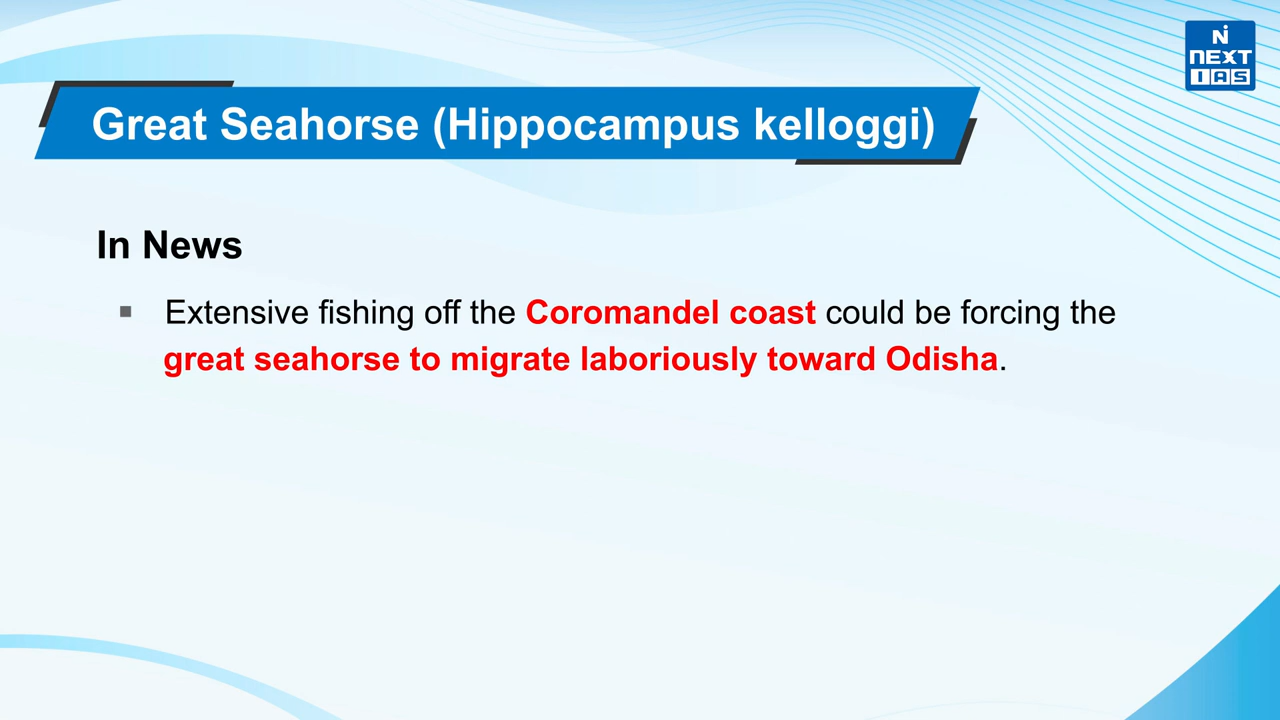 NEXT
IAS
Great Seahorse (Hippocampus kelloggi)
In News
Extensive fishing off the Coromandel coast could be forcing the
great seahorse to migrate laboriously toward Odisha.